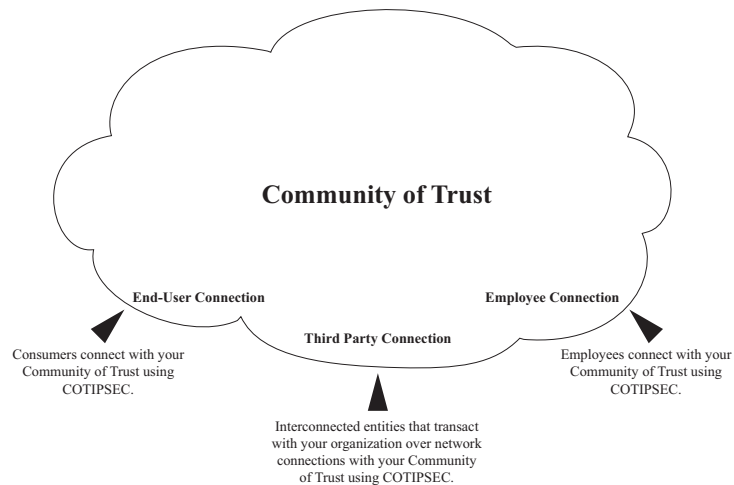 Community of Trust
End-User Connection
Employee Connection
Third Party Connection
Consumers connect with your
Community of Trust using
COTIPSEC.
Employees connect with your
Community of Trust using
COTIPSEC.
Interconnected entities that transact
with your organization over network
connections with your Community
of Trust using COTIPSEC.